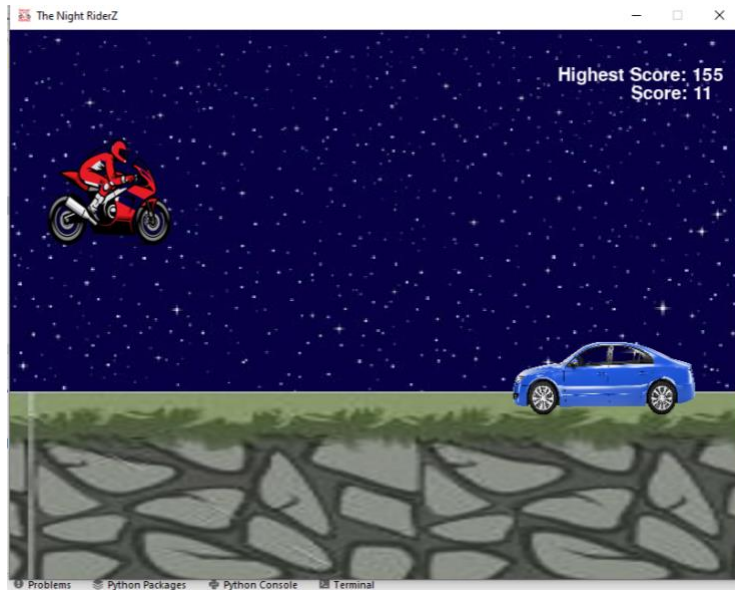 The Night RiderZ
Highest Score: 155
Score: 11
Problems Python Packages Python Console Terminal